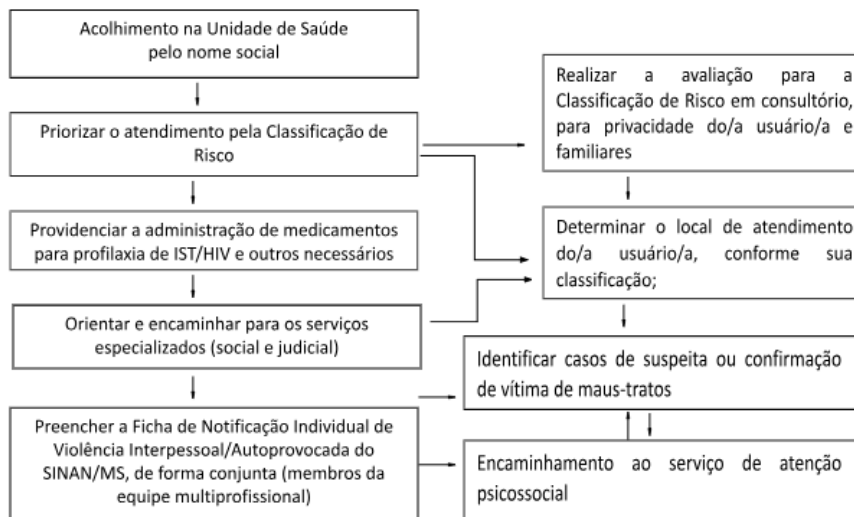 Acolhimento na Unidade de Saúde
pelo nome social
Priorizar o atendimento pela Classificação de
Risco
Providenciar a administração de medicamentos
para profilaxia de IST/HIV e outros necessários
Orientar e encaminhar para os serviços
especializados (social e judicial)
Preencher a Ficha de Notificação Individual de
Violência Interpessoal/Autoprovocada do
SINAN/MS, de forma conjunta (membros da
equipe multiprofissional)
Realizar a avaliação para a
Classificação de Risco em consultório,
para privacidade do/a usuário/a e
familiares
Determinar o local de atendimento
do/a usuário/a, conforme sua
classificação;
Identificar casos de suspeita ou confirmação
de vítima de maus-tratos
Encaminhamento ao serviço de atenção
psicossocial